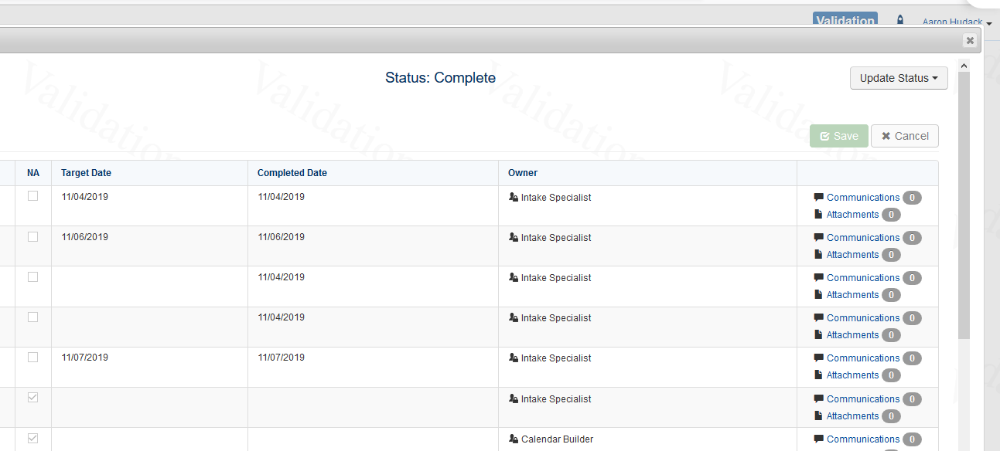 Validation Aaron Hudack
Status: Complete
Update Status
Validation Validation Validation Valida
Save Cancel
NA Target Date Completed Date Owner
11/04/2019 11/04/2019 Intake Specialist Communications 0
Attachments 0
11/06/2019 11/06/2019 Intake Specialist Communications 0
Attachments 0
11/04/2019 Intake Specialist Communications 0
Attachments 0
11/04/2019 Intake Specialist Communications 0
Attachments 0
11/07/2019 11/07/2019 Intake Specialist Communications 0
Attachments 0
Intake Specialist Communications 0
Attachments 0
Calendar Builder Communications 0